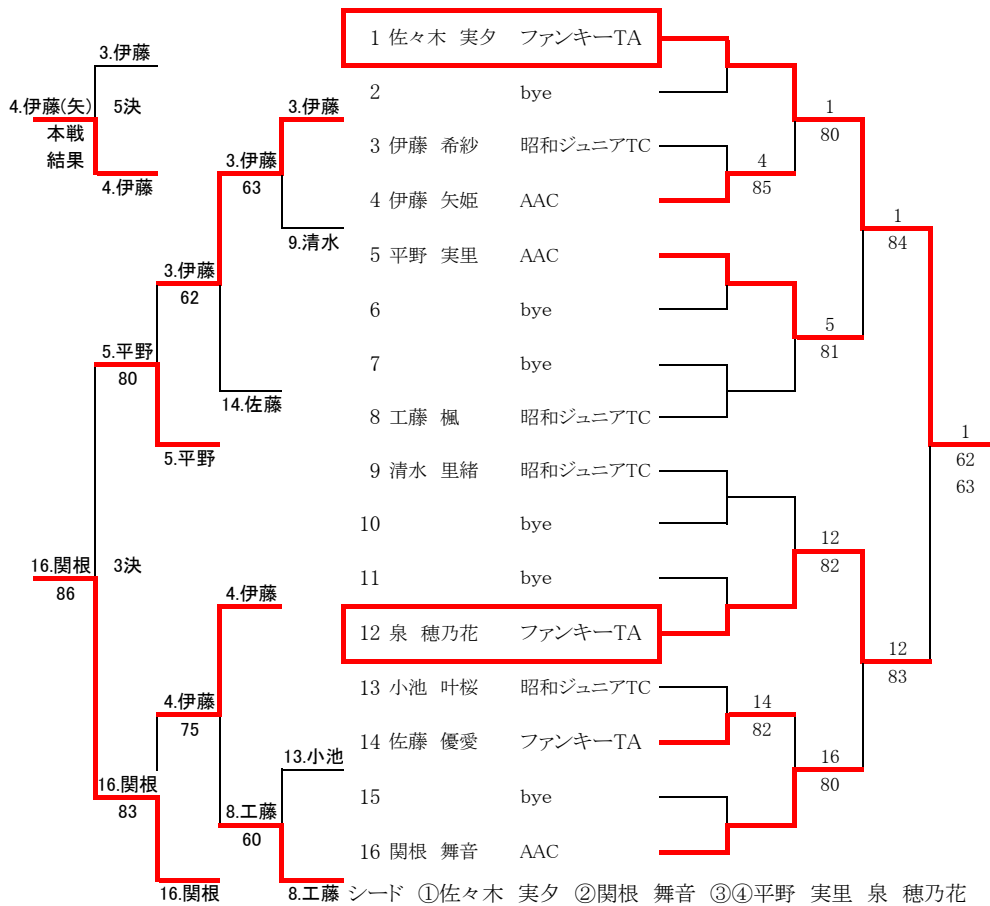 3.伊藤
4.伊藤(矢) 5決
本戦
結果
4.伊藤
3.伊藤
3.伊藤
63
9.清水
3.伊藤
62
14.佐藤
5.平野
80
5.平野
16.関根 3決
86
4.伊藤
4.伊藤
75
13.小池
16.関根
83
8.工藤
60
16.関根
8.工藤
1 佐々木 実夕 ファンキーTA
2 bye
3 伊藤 希紗 昭和ジュニアTC
4 伊藤 矢姫 AAC
5 平野 実里 AAC
6 bye
7 bye
8 工藤 楓 昭和ジュニアTC
9 清水 里緒 昭和ジュニアTC
10 bye
11 bye
12 泉 穂乃花 ファンキーTA
13 小池 叶桜 昭和ジュニアTC
14 佐藤 優愛 ファンキーTA
15 bye
16 関根 舞音 AAC
4
85
14
82
1
80
5
81
12
82
16
80
1
84
12
83
1
62
63
シード ①佐々木 実夕 ②関根 舞音 ③④平野 実里 泉 穂乃花